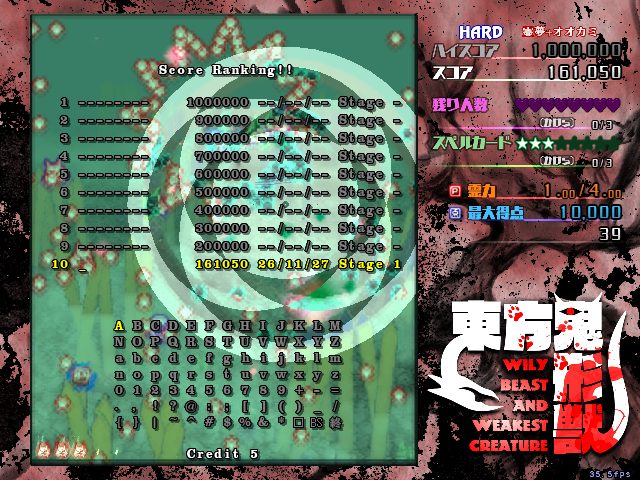 Score Ranking!!
1 -------- 1000000 --/--/-- Stage -
2 -------- 900000 --/--/-- Stage -
3 -------- 800000 --/--/-- Stage -
4 -------- 700000 --/--/-- Stage -
5 -------- 600000 --/--/-- Stage -
6 -------- 500000 --/--/-- Stage -
7 -------- 400000 --/--/-- Stage -
8 -------- 300000 --/--/-- Stage -
9 -------- 200000 --/--/-- Stage -
10 _ 161050 26/11/27 Stage 1
A B C D E F G H I J K L M
N O P Q R S T U V W X Y Z
a b c d e f g h i j k l m
n o p q r s t u v w x y z
0 1 2 3 4 5 6 7 8 9 + - =
. , ! ? @ : ; [ ] ( ) _ /
{ } | ~ ^ # $ % & * □ BS 終
Credit 5
HARD 霊夢+オオカミ
ハイスコア 1,000,000
スコア 161,050
残り人数
(かけら) 0/3
スペルカード ★★★
(かけら) 0/3
P 霊力 1.00/4.00
最大得点 10,000
39
東方鬼形獣
WILY
BEAST
AND
WEAKEST
CREATURE
35.5fps